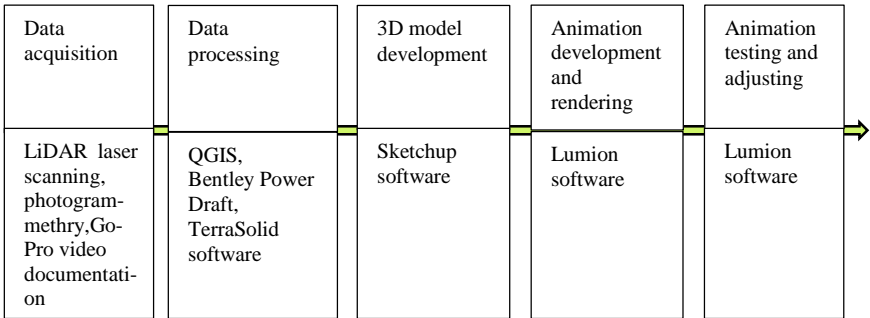 Data
acquisition
Data
processing
3D model
development
Animation
development
and
rendering
Animation
testing and
adjusting
LiDAR laser
scanning,
photogram-
methry,Go-
Pro video
documentati-
on
QGIS,
Bentley Power
Draft,
TerraSolid
software
Sketchup
software
Lumion
software
Lumion
software